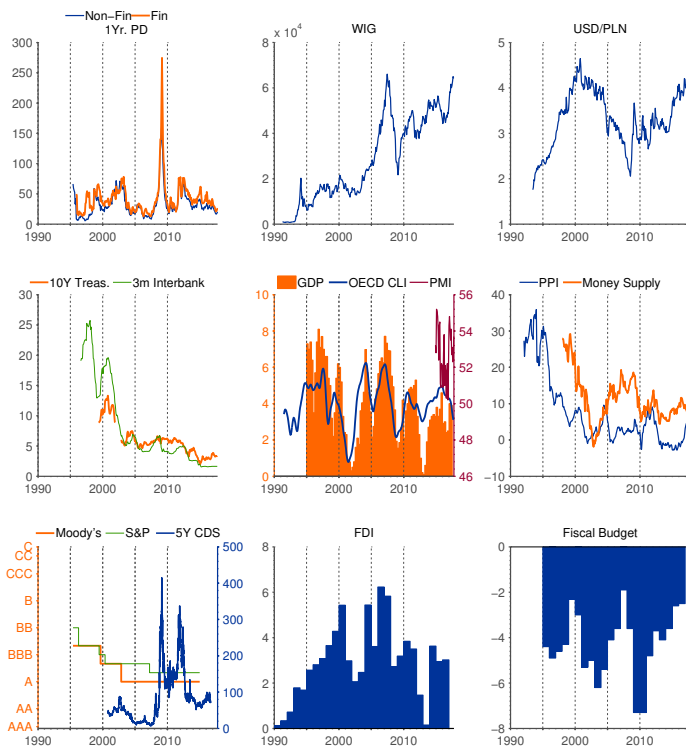 Non−Fin Fin
1Yr. PD
300
250
200
150
100
50
0
1990 2000 2010
x 10⁴
WIG
8
6
4
2
0
1990 2000 2010
USD/PLN
5
4
3
2
1
1990 2000 2010
10Y Treas. 3m Interbank
30
25
20
15
10
5
0
1990 2000 2010
GDP OECD CLI PMI
10
8
6
4
2
0
56
54
52
50
48
46
1990 2000 2010
PPI Money Supply
40
30
20
10
0
−10
1990 2000 2010
Moody's S&P 5Y CDS
C
CC
CCC
B
BB
BBB
A
AA
AAA
500
400
300
200
100
0
1990 2000 2010
FDI
8
6
4
2
0
1990 2000 2010
Fiscal Budget
0
−2
−4
−6
−8
1990 2000 2010